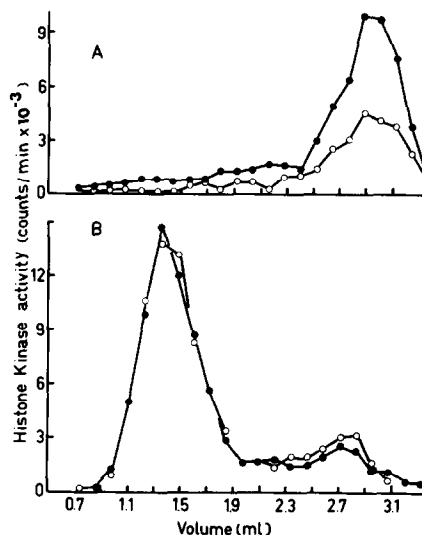 Histone Kinase activity (counts/min x 10⁻³)
A
9
6
3
0
B
12
9
6
3
0
0.7 1.1 1.5 1.9 2.3 2.7 3.1
Volume (ml)